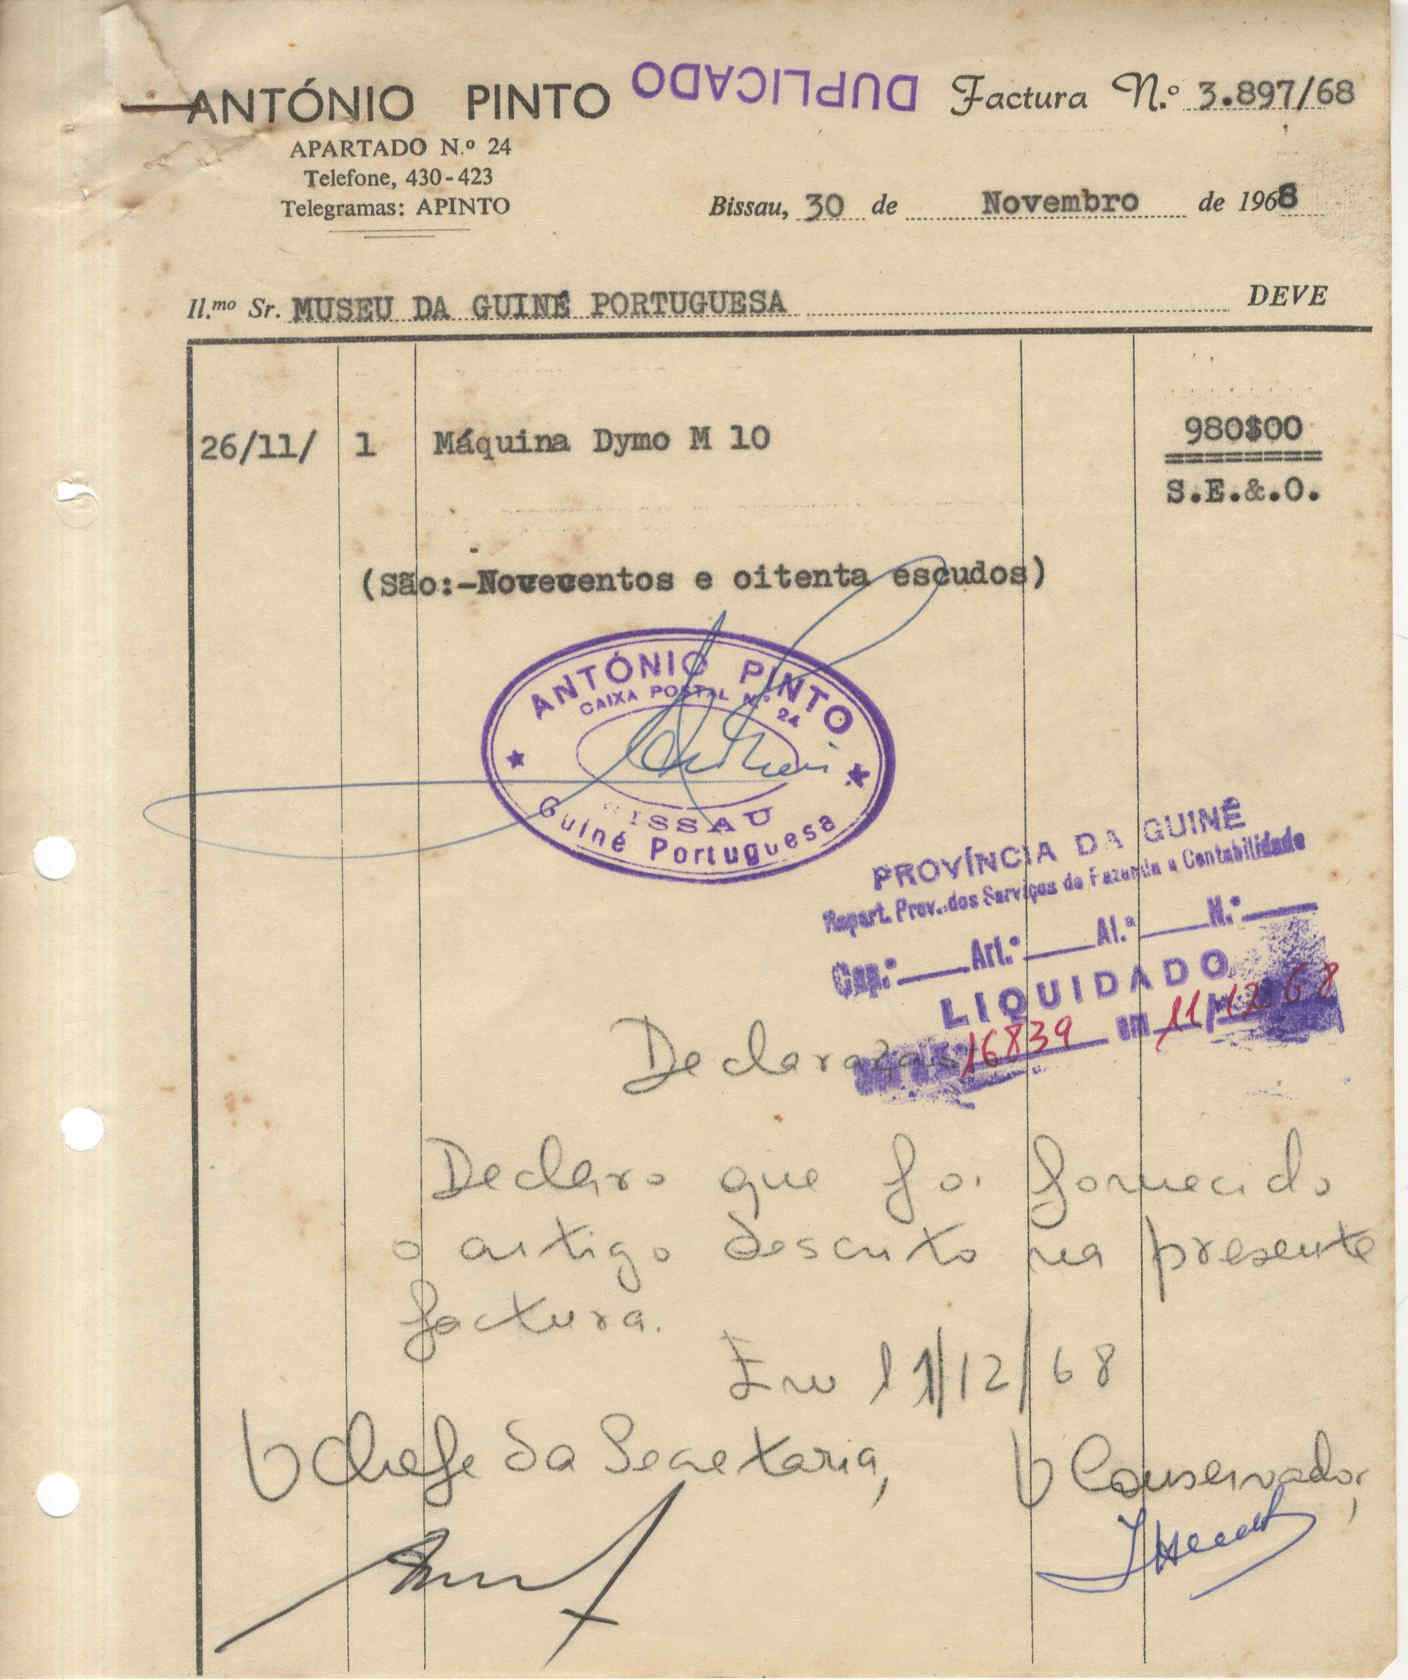 ANTÓNIO PINTO
DUPLICADO
Factura N.º 3.897/68
APARTADO N.º 24
Telefone, 430-423
Telegramas: APINTO
Bissau, 30 de Novembro de 1968
Il.mo Sr. MUSEU DA GUINÉ PORTUGUESA
DEVE
26/11/ 1 Máquina Dymo M 10 980$00
S.E.&.O.
(São:-Novecentos e oitenta escudos)
ANTÓNIO PINTO
CAIXA POSTAL N.º 24
BISSAU
Guiné Portuguesa
PROVÍNCIA DA GUINÉ
Repart. Prov. dos Serviços de Fazenda e Contabilidade
Cap.º Art.º Al.ª N.º
LIQUIDADO
16839 em 11/12/68
Declaração
Declaro que foi fornecido
o artigo descrito na presente
factura.
Em 11/12/68
O Chefe da Secretaria,
O Conservador,